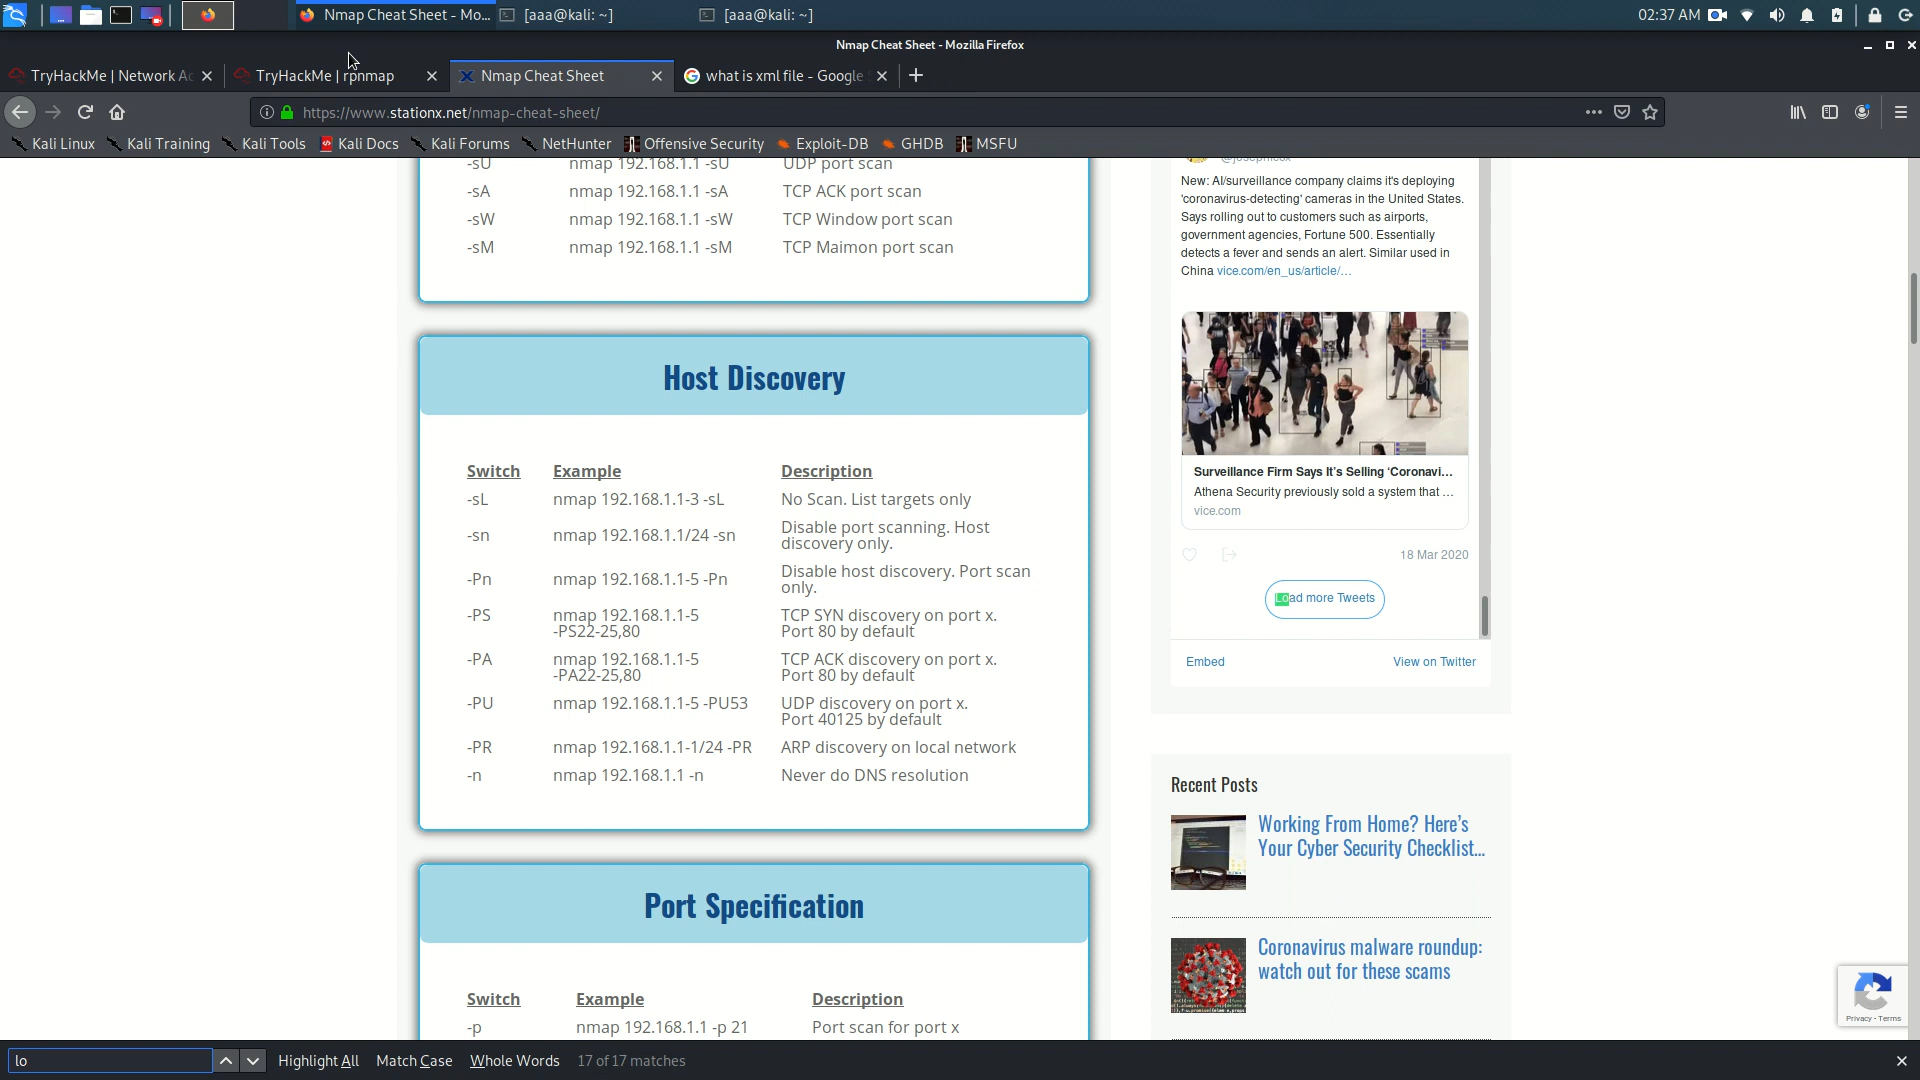 Nmap Cheat Sheet - Mo...
[aaa@kali: ~]
[aaa@kali: ~]
02:37 AM
Nmap Cheat Sheet - Mozilla Firefox
TryHackMe | Network Ac
TryHackMe | rpnmap
Nmap Cheat Sheet
what is xml file - Google
https://www.stationx.net/nmap-cheat-sheet/
Kali Linux
Kali Training
Kali Tools
Kali Docs
Kali Forums
NetHunter
Offensive Security
Exploit-DB
GHDB
MSFU
-sU nmap 192.168.1.1 -sU UDP port scan
-sA nmap 192.168.1.1 -sA TCP ACK port scan
-sW nmap 192.168.1.1 -sW TCP Window port scan
-sM nmap 192.168.1.1 -sM TCP Maimon port scan
Host Discovery
Switch Example Description
-sL nmap 192.168.1.1-3 -sL No Scan. List targets only
-sn nmap 192.168.1.1/24 -sn Disable port scanning. Host
discovery only.
-Pn nmap 192.168.1.1-5 -Pn Disable host discovery. Port scan
only.
-PS nmap 192.168.1.1-5 TCP SYN discovery on port x.
-PS22-25,80 Port 80 by default
-PA nmap 192.168.1.1-5 TCP ACK discovery on port x.
-PA22-25,80 Port 80 by default
-PU nmap 192.168.1.1-5 -PU53 UDP discovery on port x.
Port 40125 by default
-PR nmap 192.168.1.1-1/24 -PR ARP discovery on local network
-n nmap 192.168.1.1 -n Never do DNS resolution
Port Specification
Switch Example Description
-p nmap 192.168.1.1 -p 21 Port scan for port x
New: AI/surveillance company claims it's deploying
'coronavirus-detecting' cameras in the United States.
Says rolling out to customers such as airports,
government agencies, Fortune 500. Essentially
detects a fever and sends an alert. Similar used in
China vice.com/en_us/article/...
Surveillance Firm Says It's Selling 'Coronavi...
Athena Security previously sold a system that ...
vice.com
18 Mar 2020
Load more Tweets
Embed
View on Twitter
Recent Posts
Working From Home? Here's
Your Cyber Security Checklist...
Coronavirus malware roundup:
watch out for these scams
Privacy - Terms
lo
Highlight All
Match Case
Whole Words
17 of 17 matches